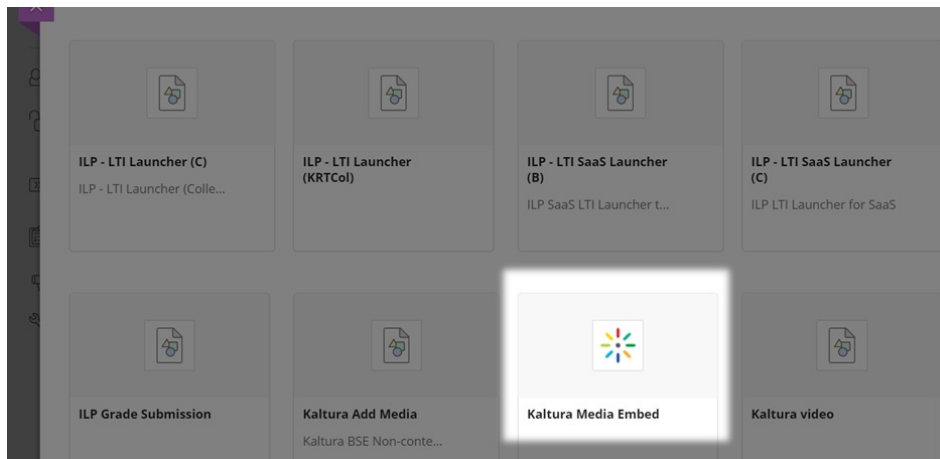 ILP - LTI Launcher (C)
ILP - LTI Launcher (Colle...
ILP - LTI Launcher
(KRTCol)
ILP - LTI SaaS Launcher
(B)
ILP SaaS LTI Launcher t...
ILP - LTI SaaS Launcher
(C)
ILP LTI Launcher for SaaS
ILP Grade Submission
Kaltura Add Media
Kaltura BSE Non-conte...
Kaltura Media Embed
Kaltura video